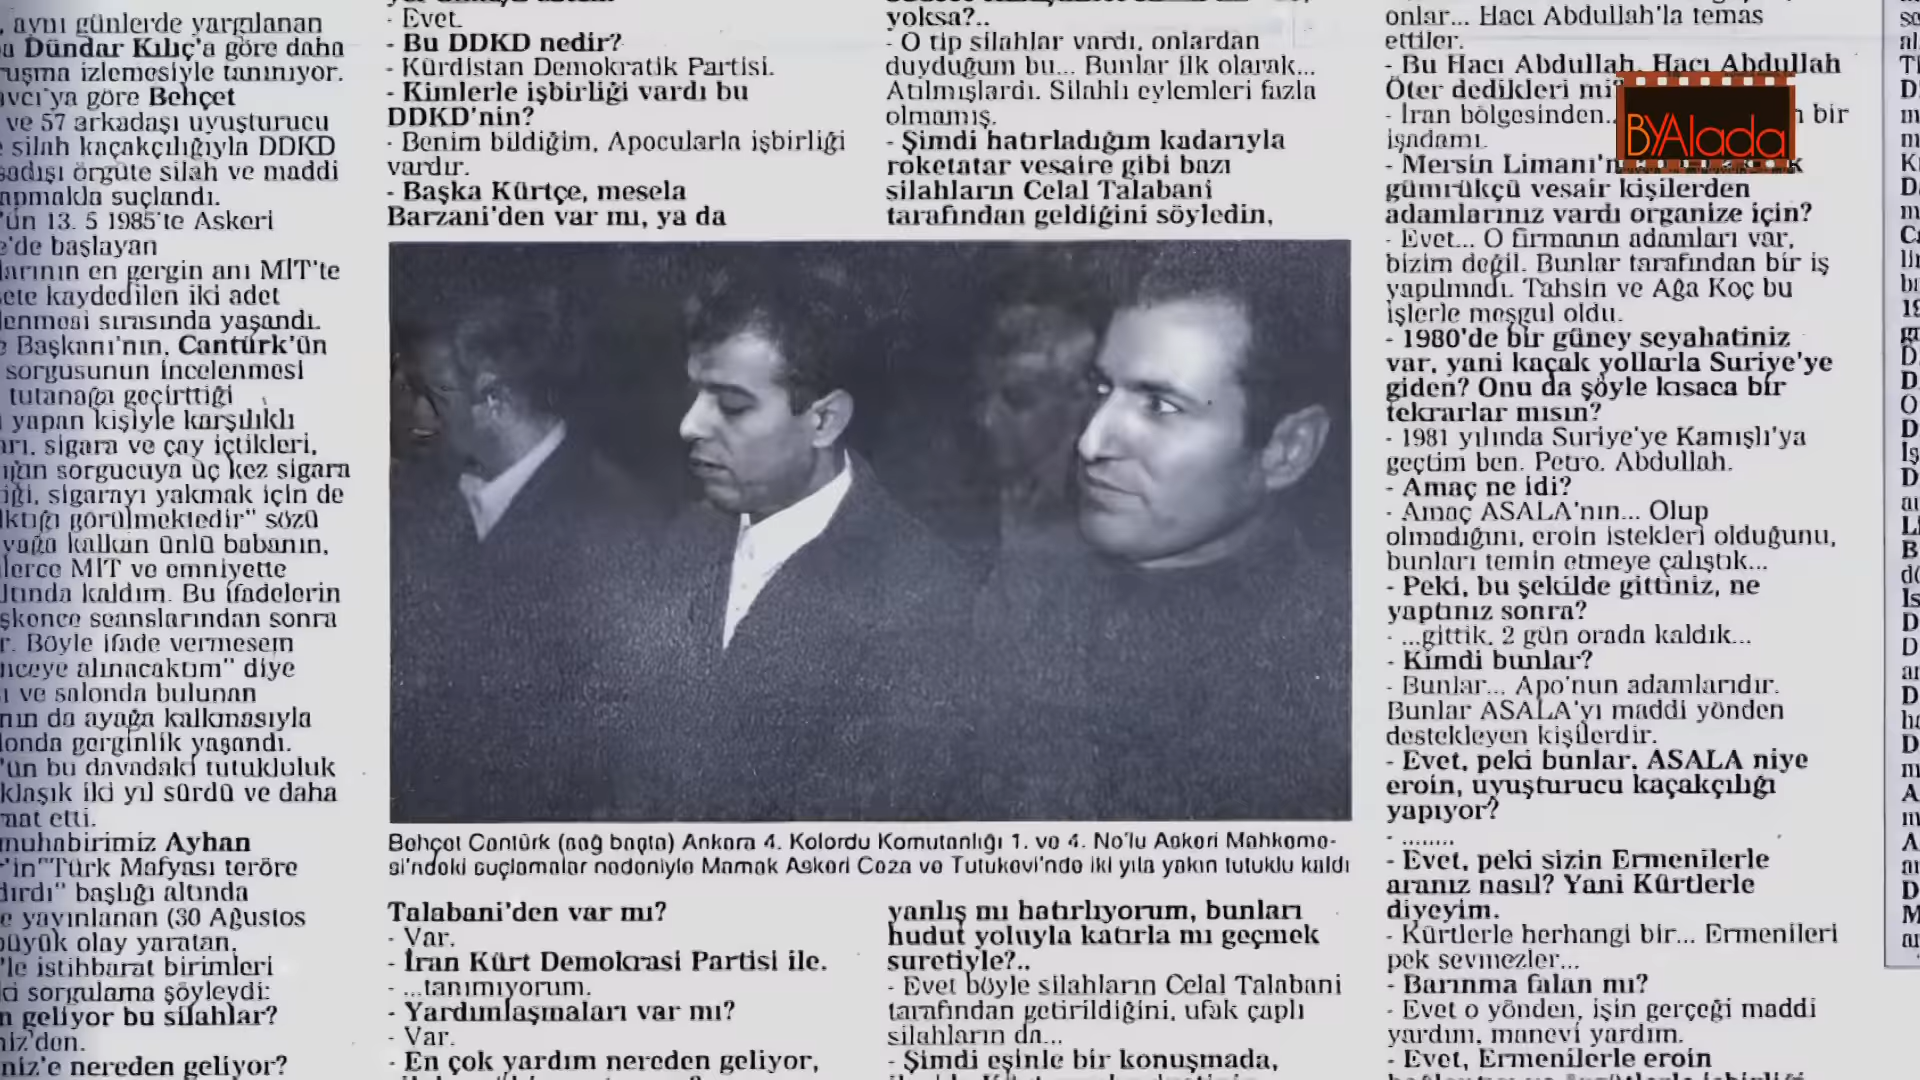 aynı günlerde yargılanan
Dündar Kılıç'a göre daha
izlemesiyle tanınıyor.
göre Behçet
ve 57 arkadaşı uyuşturucu
silah kaçakçılığıyla DDKD
örgüte silah ve maddi
suçlandı.
13. 5 1985'te Askeri
başlayan
en gergin anı MİT'te
kaydedilen iki adet
sırasında yaşandı.
Başkanı'nın, Cantürk'ün
sorgusunun incelenmesi
tutanağa geçirttiği
yapan kişiyle karşılıklı
sigara ve çay içtikleri,
sorgucuya üç kez sigara
sigarayı yakmak için de
görülmektedir" sözü
kalkan ünlü babanın,
MİT ve emniyette
kaldım. Bu ifadelerin
seanslarından sonra
Böyle ifade vermesem
alınacaktım" diye
ve salonda bulunan
da ayağa kalkmasıyla
gerginlik yaşandı.
bu davadaki tutukluluk
iki yıl sürdü ve daha
etti.
muhabirimiz Ayhan
"Türk Mafyası teröre
başlığı altında
yayınlanan (30 Ağustos
büyük olay yaratan,
istihbarat birimleri
sorgulama şöyleydi:
geliyor bu silahlar?
nereden geliyor?
- Evet.
- Bu DDKD nedir?
- Kürdistan Demokratik Partisi.
- Kimlerle işbirliği vardı bu
DDKD'nin?
- Benim bildiğim, Apocularla işbirliği
vardır.
- Başka Kürtçe, mesela
Barzani'den var mı, ya da
yoksa?..
- O tip silahlar vardı, onlardan
duyduğum bu... Bunlar ilk olarak...
Atılmışlardı. Silahlı eylemleri fazla
olmamış.
- Şimdi hatırladığım kadarıyla
roketatar vesaire gibi bazı
silahların Celal Talabani
tarafından geldiğini söyledin,
Behçet Cantürk (sağ başta) Ankara 4. Kolordu Komutanlığı 1. ve 4. No'lu Askeri Mahkeme-
si'ndeki suçlamalar nedeniyle Mamak Askeri Ceza ve Tutukevi'nde iki yıla yakın tutuklu kaldı
Talabani'den var mı?
- Var.
- İran Kürt Demokrasi Partisi ile.
- ...tanımıyorum.
- Yardımlaşmaları var mı?
- Var.
- En çok yardım nereden geliyor,
yanlış mı hatırlıyorum, bunları
hudut yoluyla katırla mı geçmek
suretiyle?..
- Evet böyle silahların Celal Talabani
tarafından getirildiğini, ufak çaplı
silahların da...
- Şimdi eşinle bir konuşmada,
onlar... Hacı Abdullah'la temas
ettiler.
- Bu Hacı Abdullah, Hacı Abdullah
Öter dedikleri mi?
- İran bölgesinden.. bir
işadamı.
- Mersin Limanı'n
gümrükçü vesair kişilerden
adamlarınız vardı organize için?
- Evet... O firmanın adamları var,
bizim değil. Bunlar tarafından bir iş
yapılmadı. Tahsin ve Ağa Koç bu
işlerle meşgul oldu.
- 1980'de bir güney seyahatiniz
var, yani kaçak yollarla Suriye'ye
giden? Onu da şöyle kısaca bir
tekrarlar mısın?
- 1981 yılında Suriye'ye Kamışlı'ya
geçtim ben. Petro. Abdullah.
- Amaç ne idi?
- Amaç ASALA'nın... Olup
olmadığını, eroin istekleri olduğunu,
bunları temin etmeye çalıştık...
- Peki, bu şekilde gittiniz, ne
yaptınız sonra?
- ...gittik, 2 gün orada kaldık...
- Kimdi bunlar?
- Bunlar... Apo'nun adamlarıdır.
Bunlar ASALA'yı maddi yönden
destekleyen kişilerdir.
- Evet, peki bunlar, ASALA niye
eroin, uyuşturucu kaçakçılığı
yapıyor?
- ........
- Evet, peki sizin Ermenilerle
aranız nasıl? Yani Kürtlerle
diyeyim.
- Kürtlerle herhangi bir... Ermenileri
pek sevmezler...
- Barınma falan mı?
- Evet o yönden, işin gerçeği maddi
yardım, manevi yardım.
- Evet, Ermenilerle eroin
BYAlada